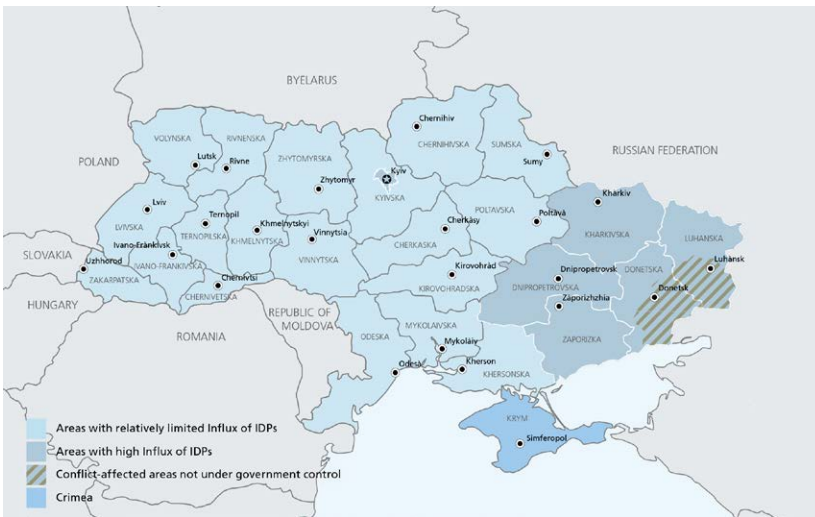 BYELARUS
POLAND
RUSSIAN FEDERATION
SLOVAKIA
HUNGARY
ROMANIA
REPUBLIC OF
MOLDOVA
VOLYNSKA
RIVNENSKA
Lutsk
Rivne
ZHYTOMYRSKA
Zhytomyr
Kyiv
KYIVSKA
Chernihiv
CHERNIHIVSKA
SUMSKA
Sumy
Lviv
LVIVSKA
Ternopil
TERNOPILSKA
Khmelnytskyi
KHMELNYTSKA
Vinnytsia
VINNYTSKA
Cherkasy
CHERKASKA
POLTAVSKA
Poltava
Kharkiv
KHARKIVSKA
LUHANSKA
Luhansk
Ivano-Frankivsk
IVANO-FRANKIVSKA
Uzhhorod
ZAKARPATSKA
Chernivtsi
CHERNIVETSKA
Kirovohrad
KIROVOHRADSKA
Dnipropetrovsk
DNIPROPETROVSKA
DONETSKA
Donetsk
Zaporizhzhia
ZAPORIZKA
ODESKA
Odesa
MYKOLAIVSKA
Mykolaiv
Kherson
KHERSONSKA
KRYM
Simferopol
Areas with relatively limited Influx of IDPs
Areas with high Influx of IDPs
Conflict-affected areas not under government control
Crimea